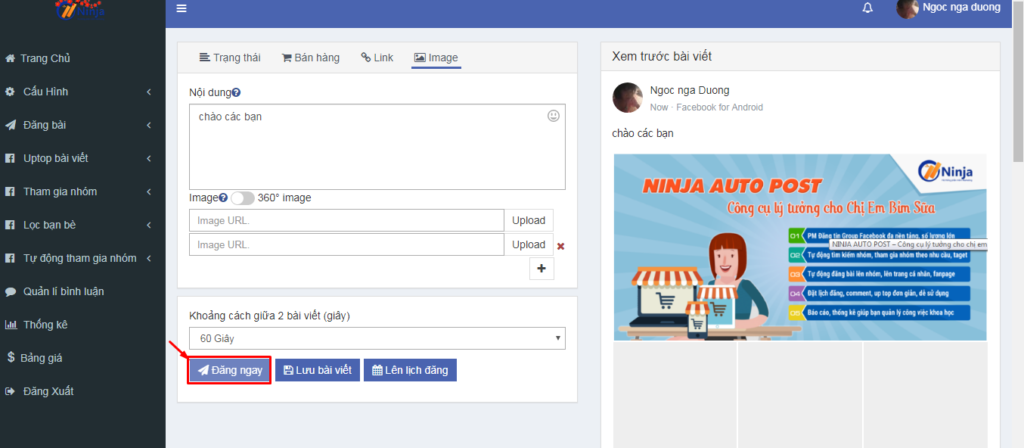 Ninja
Ngoc nga duong
Trang Chủ
Cấu Hình
Đăng bài
Uptop bài viết
Tham gia nhóm
Lọc bạn bè
Tự động tham gia nhóm
Quản lí bình luận
Thống kê
Bảng giá
Đăng Xuất
Trạng thái
Bán hàng
Link
Image
Nội dung
chào các bạn
Image 360° image
Image URL. Upload
Image URL. Upload
Khoảng cách giữa 2 bài viết (giây)
60 Giây
Đăng ngay
Lưu bài viết
Lên lịch đăng
Xem trước bài viết
Ngoc nga Duong
Now · Facebook for Android
chào các bạn
Ninja
NINJA AUTO POST
Công cụ lý tưởng cho Chị Em Bỉm Sữa
01 PM Đăng tin Group Facebook đa nền tảng, số lượng lớn
NINJA AUTO POST – Công cụ lý tưởng cho chị em
02 Tự động tìm kiếm nhóm, tham gia nhóm theo nhu cầu, taget
03 Tự động đăng bài lên nhóm, lên trang cá nhân, fanpage
04 Đặt lịch đăng, comment, up top đơn giản, dễ sử dụng
05 Báo cáo, thống kê giúp bạn quản lý công việc khoa học